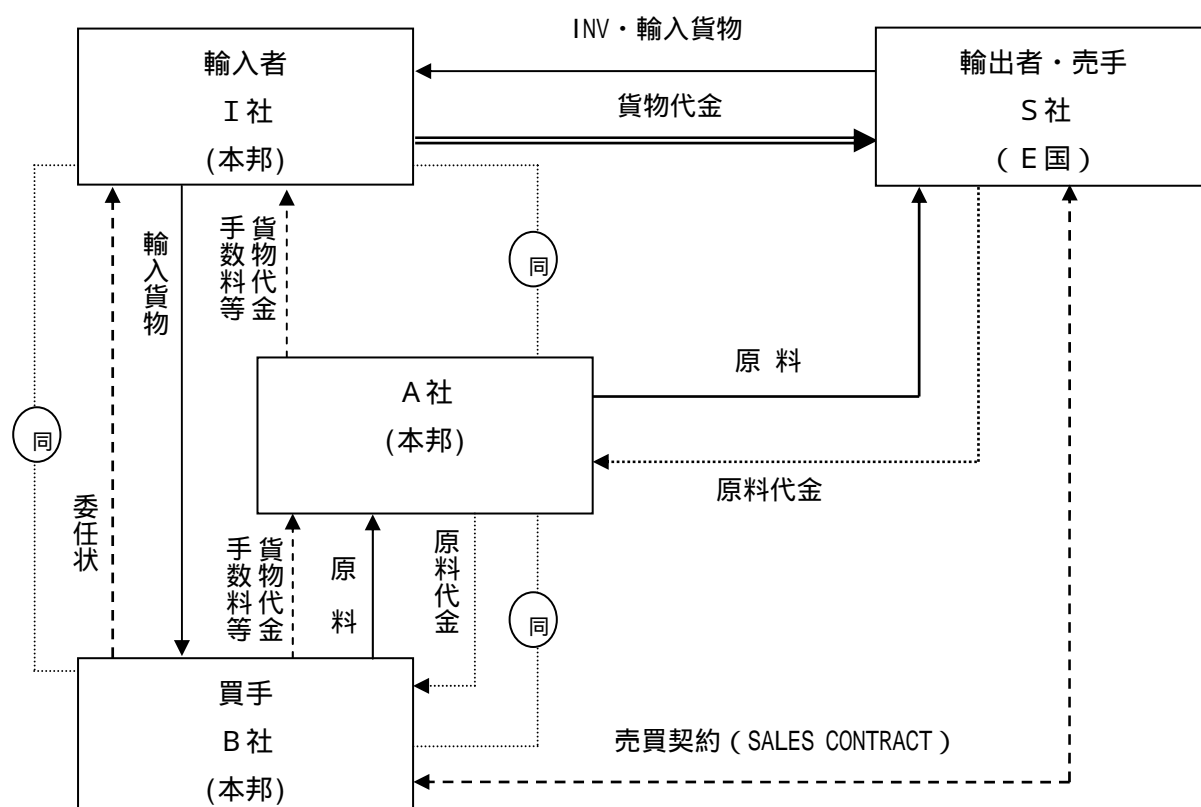 INV・輸入貨物
輸入者
Ｉ社
(本邦)
輸出者・売手
Ｓ社
（Ｅ国）
貨物代金
輸入貨物
貨物代金
手数料等
同
原 料
Ａ社
(本邦)
同
原料代金
委任状
貨物代金
手数料等
原 料
原料代金
同
買手
Ｂ社
(本邦)
売買契約（SALES CONTRACT）